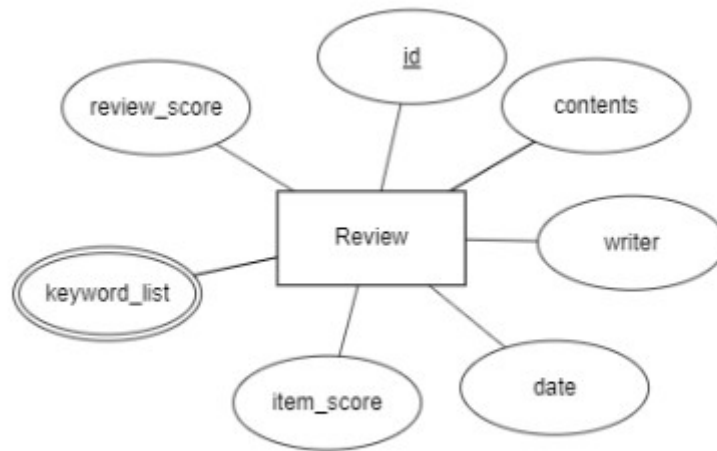 id
review_score
contents
Review
writer
keyword_list
item_score
date